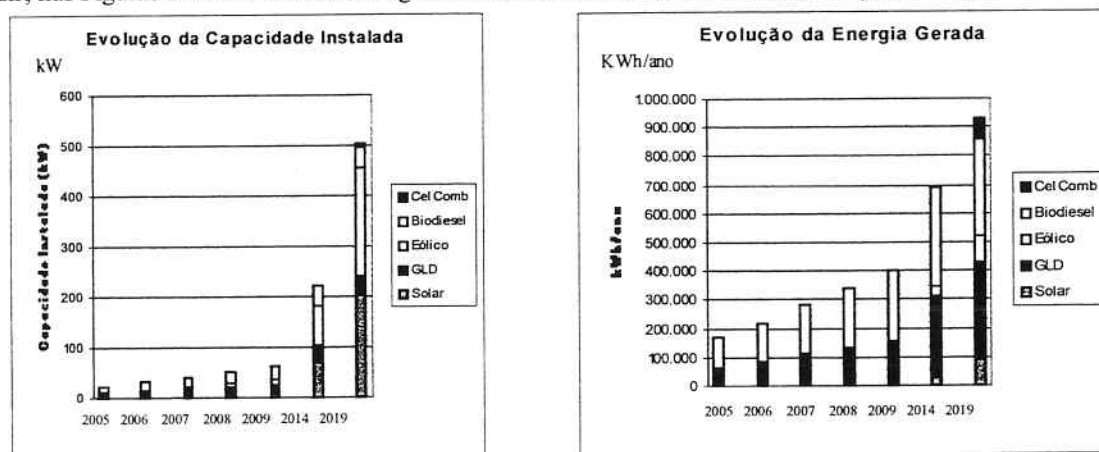 Evolução da Capacidade Instalada
kW
Capacidade Instalada (kW)
600
500
400
300
200
100
0
2005 2006 2007 2008 2009 2014 2019
Cel Comb
Biodiesel
Eólico
GLD
Solar
Evolução da Energia Gerada
KWh/ano
kWh/ano
1.000.000
900.000
800.000
700.000
600.000
500.000
400.000
300.000
200.000
100.000
0
2005 2006 2007 2008 2009 2014 2019
Cel Comb
Biodiesel
Eólico
GLD
Solar